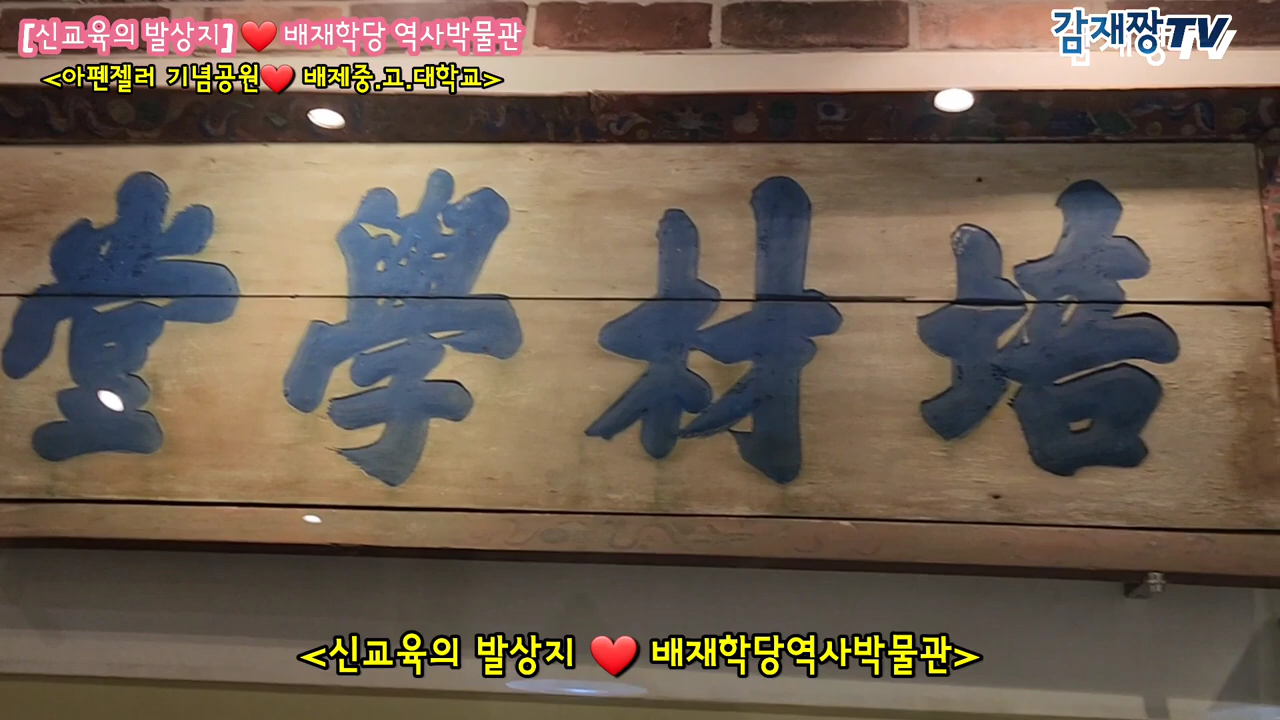 [신교육의 발상지]❤️배재학당 역사박물관
감재짱TV
<아펜젤러 기념공원❤️ 배제중.고.대학교>
堂學材培
<신교육의 발상지 ❤️ 배재학당역사박물관>